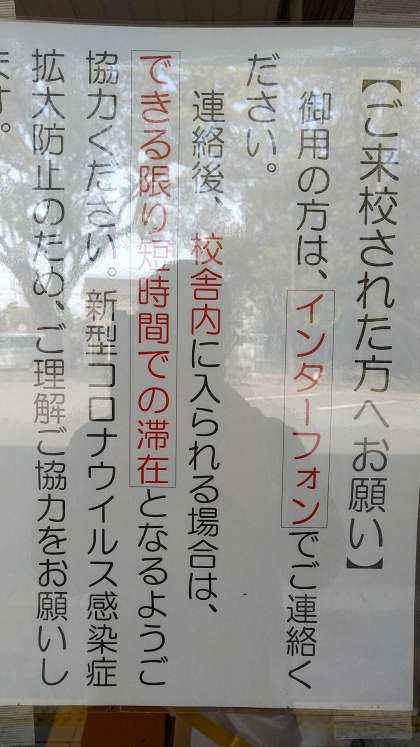 【ご来校された方へお願い】
御用の方は、インターフォンでご連絡く
ださい。
連絡後、校舎内に入られる場合は、
できる限り短時間での滞在となるようご
協力ください。新型コロナウイルス感染症
拡大防止のため、ご理解ご協力をお願いし
ます。